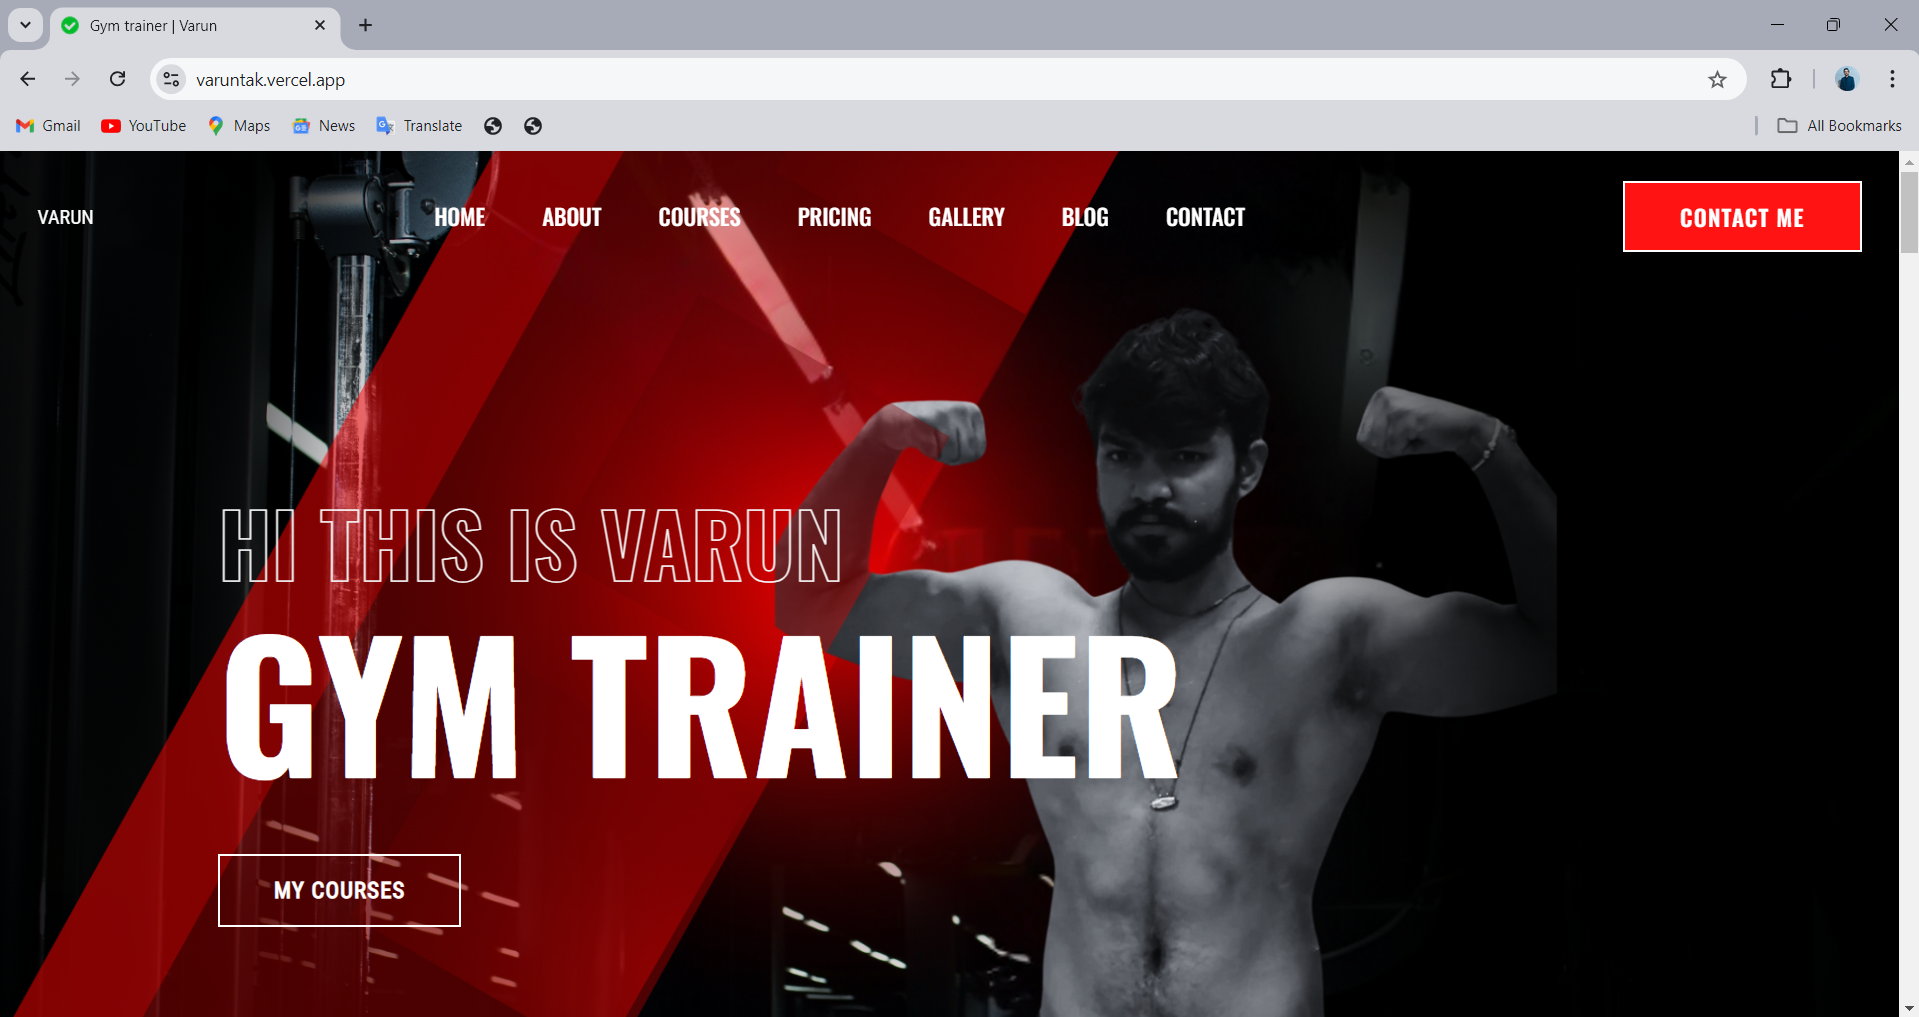 Gym trainer | Varun
varuntak.vercel.app
Gmail YouTube Maps News Translate All Bookmarks
VARUN HOME ABOUT COURSES PRICING GALLERY BLOG CONTACT CONTACT ME
HI THIS IS VARUN
GYM TRAINER
MY COURSES